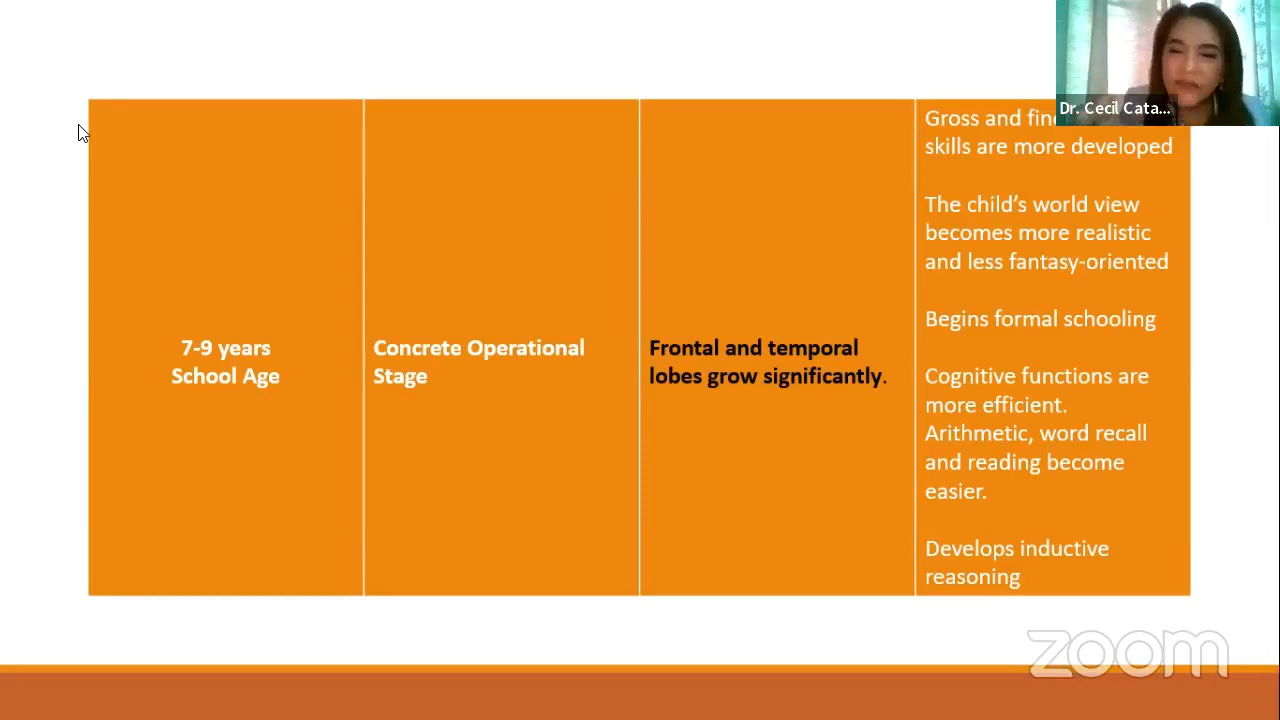 Dr. Cecil Cata...
7-9 years
School Age
Concrete Operational
Stage
Frontal and temporal
lobes grow significantly.
Gross and fine
skills are more developed
The child's world view
becomes more realistic
and less fantasy-oriented
Begins formal schooling
Cognitive functions are
more efficient.
Arithmetic, word recall
and reading become
easier.
Develops inductive
reasoning
zoom